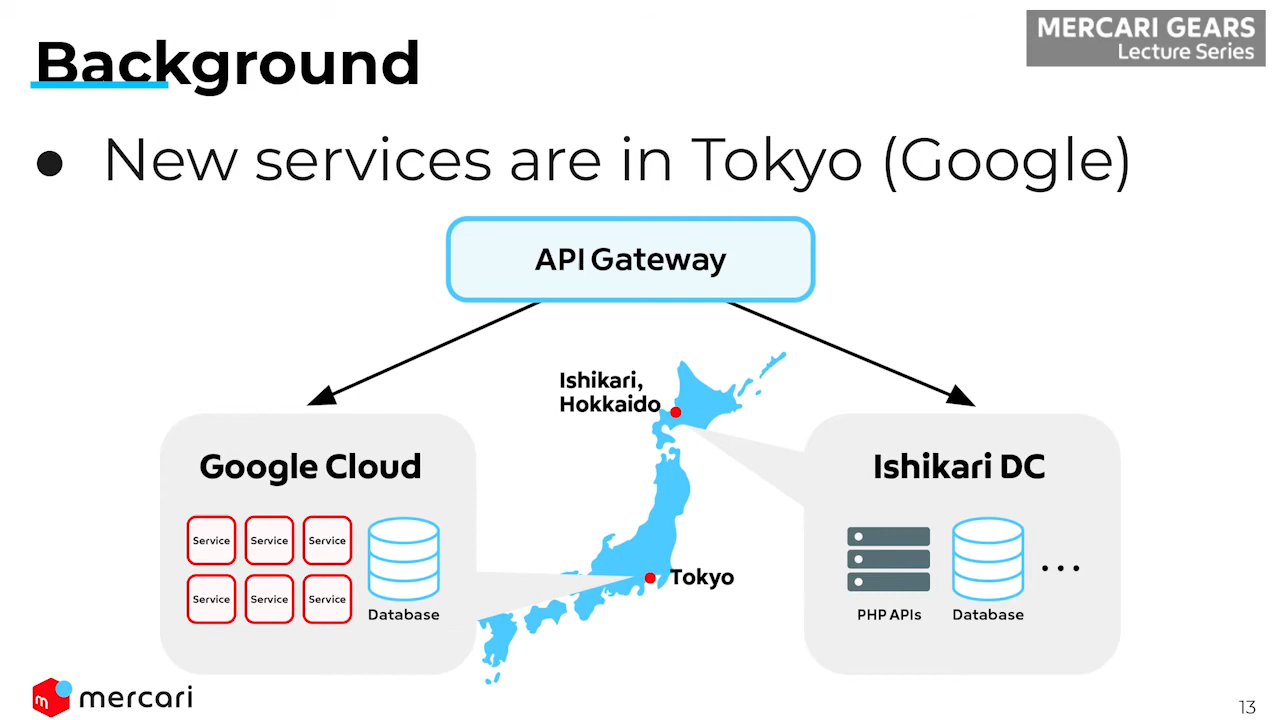 MERCARI GEARS
Lecture Series
Background
● New services are in Tokyo (Google)
API Gateway
Ishikari,
Hokkaido
Google Cloud
Service Service Service
Service Service Service
Database
Tokyo
Ishikari DC
PHP APIs Database
...
mercari
13